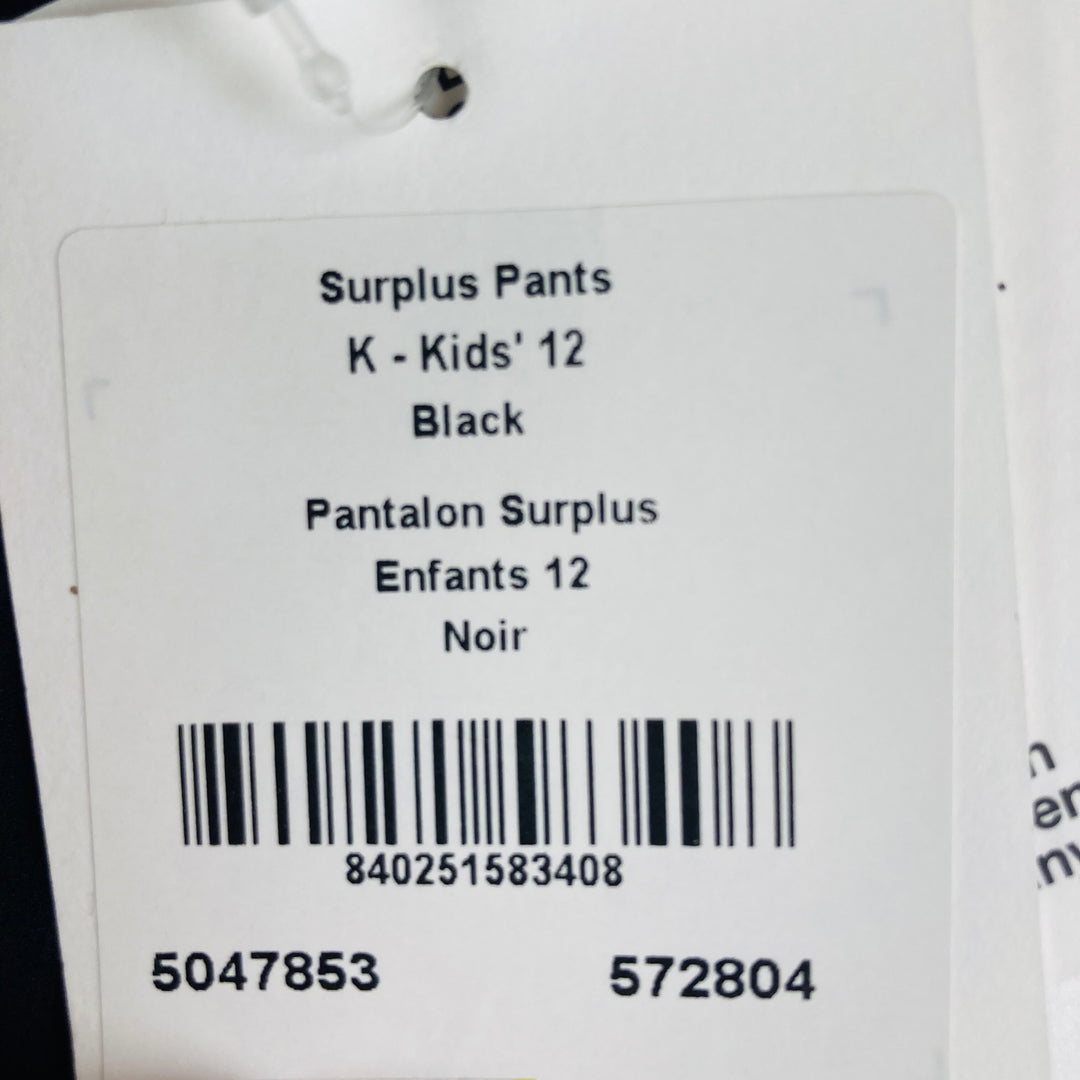 Surplus Pants
K - Kids' 12
Black
Pantalon Surplus
Enfants 12
Noir
840251583408
5047853 572804